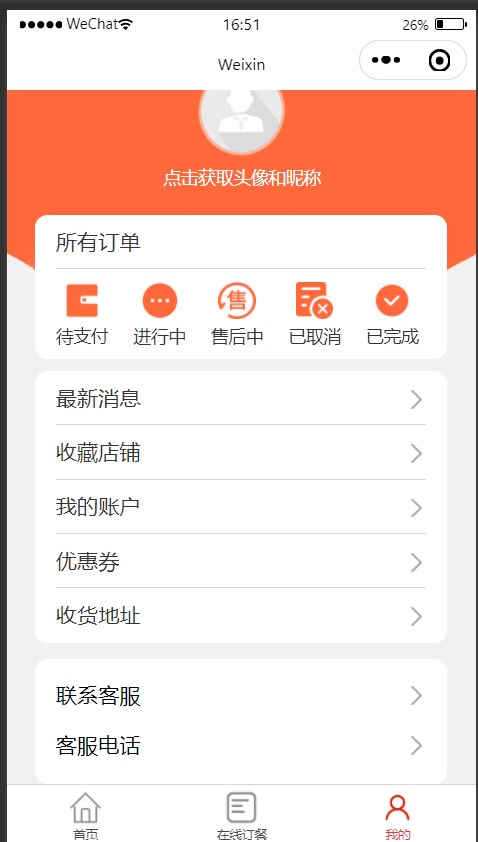 WeChat 16:51 26%
Weixin
点击获取头像和昵称
所有订单
售
待支付 进行中 售后中 已取消 已完成
最新消息
收藏店铺
我的账户
优惠券
收货地址
联系客服
客服电话
首页 在线订餐 我的